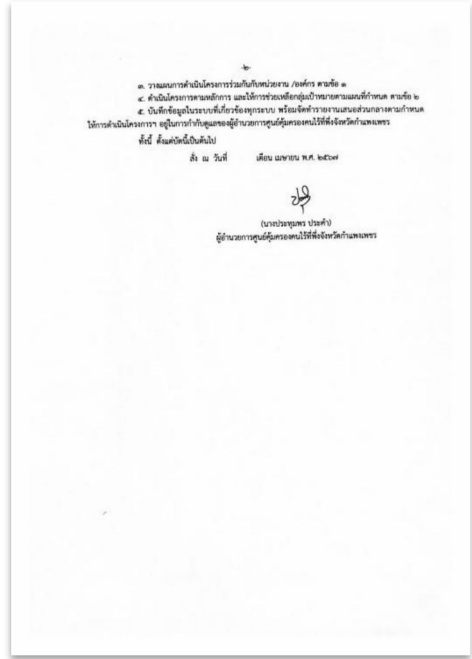 -๒-
๓. วางแผนการดำเนินโครงการร่วมกันกับหน่วยงาน /องค์กร ตามข้อ ๑
๔. ดำเนินโครงการตามหลักการ และให้การช่วยเหลือกลุ่มเป้าหมายตามแผนที่กำหนด ตามข้อ ๒
๕. บันทึกข้อมูลในระบบที่เกี่ยวข้องทุกระบบ พร้อมจัดทำรายงานเสนอส่วนกลางตามกำหนด
ให้การดำเนินโครงการฯ อยู่ในการกำกับดูแลของผู้อำนวยการศูนย์คุ้มครองคนไร้ที่พึ่งจังหวัดกำแพงเพชร
ทั้งนี้ ตั้งแต่บัดนี้เป็นต้นไป
สั่ง ณ วันที่ เดือน เมษายน พ.ศ. ๒๕๖๗
(นางประทุมพร ประคำ)
ผู้อำนวยการศูนย์คุ้มครองคนไร้ที่พึ่งจังหวัดกำแพงเพชร